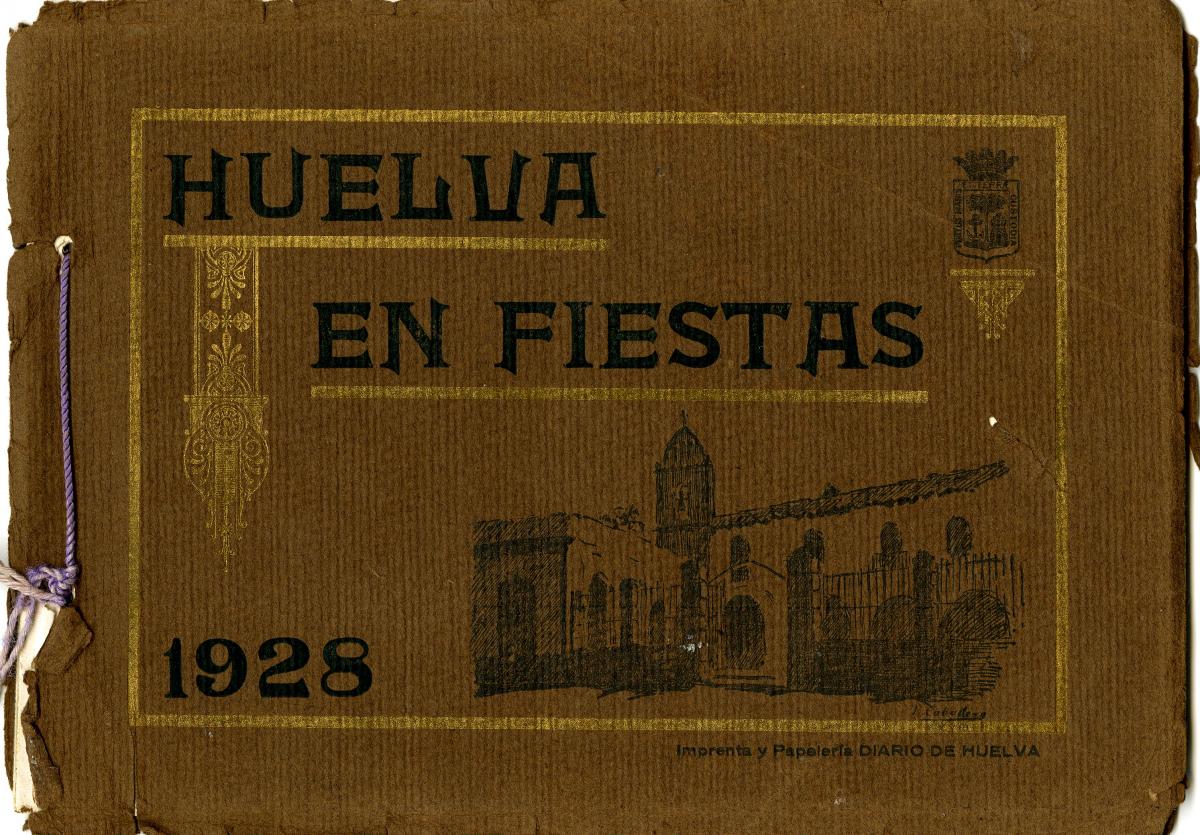 HUELVA
EN FIESTAS
1928
Imprenta y Papelería DIARIO DE HUELVA